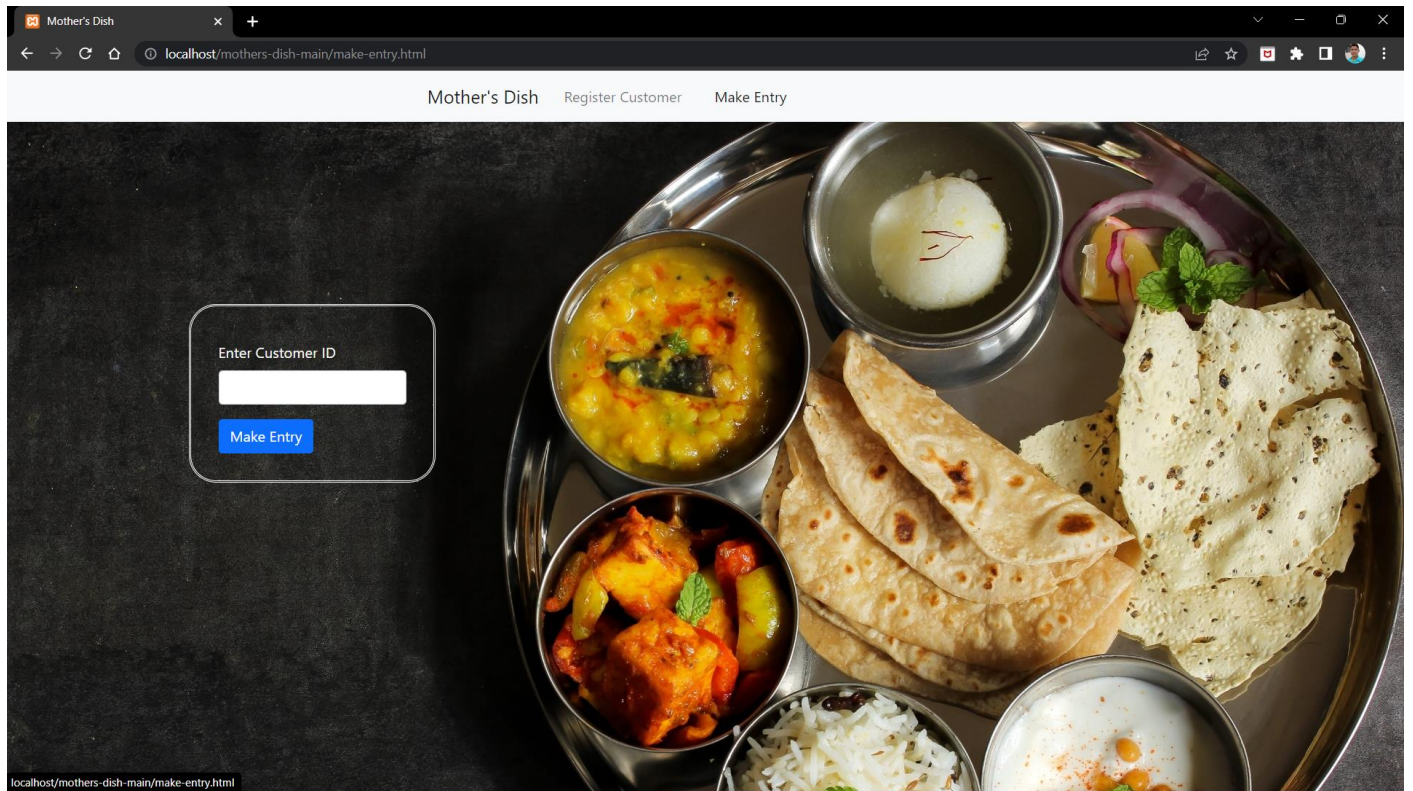 Mother's Dish
localhost/mothers-dish-main/make-entry.html
Mother's Dish Register Customer Make Entry
Enter Customer ID
Make Entry
localhost/mothers-dish-main/make-entry.html